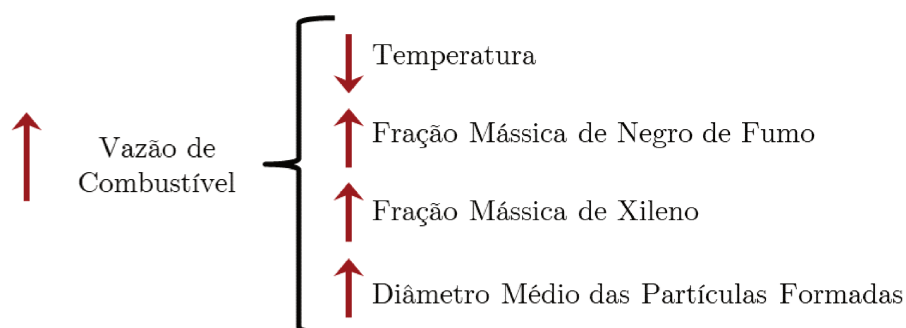 Temperatura
Fração Mássica de Negro de Fumo
Vazão de
Combustível
Fração Mássica de Xileno
Diâmetro Médio das Partículas Formadas